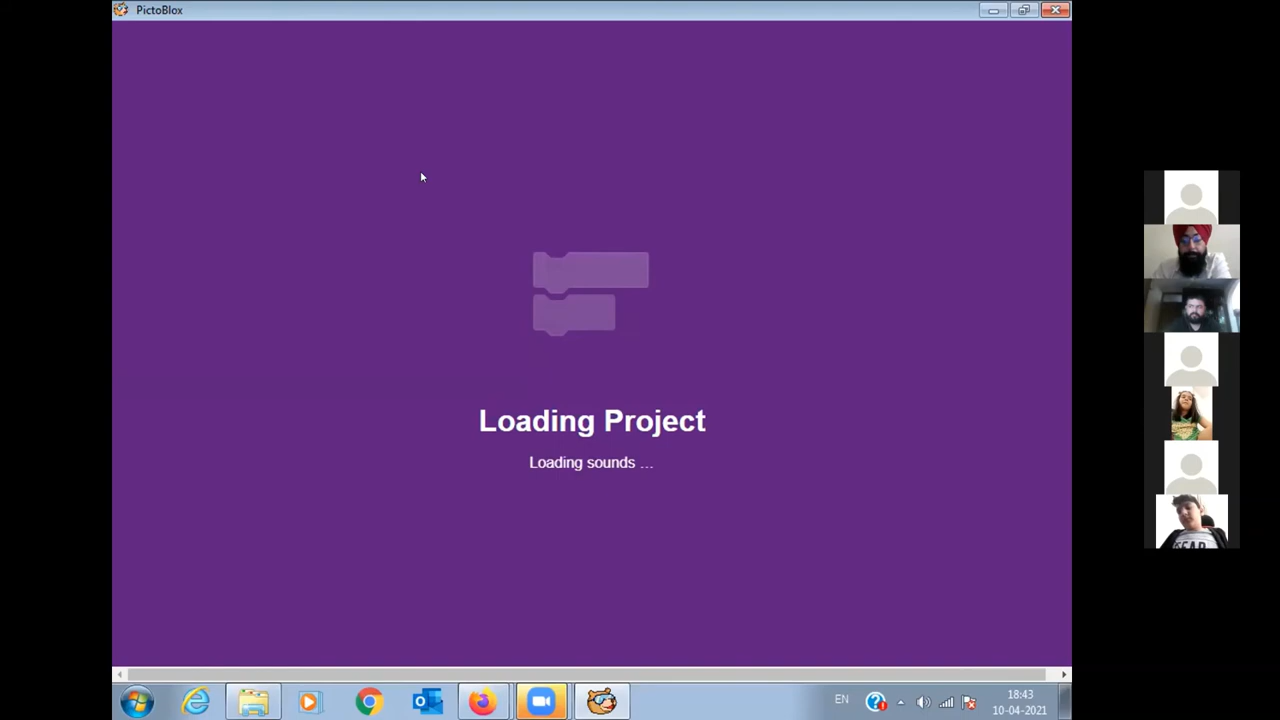 PictoBlox
Loading Project
Loading sounds ...
EN
18:43
10-04-2021